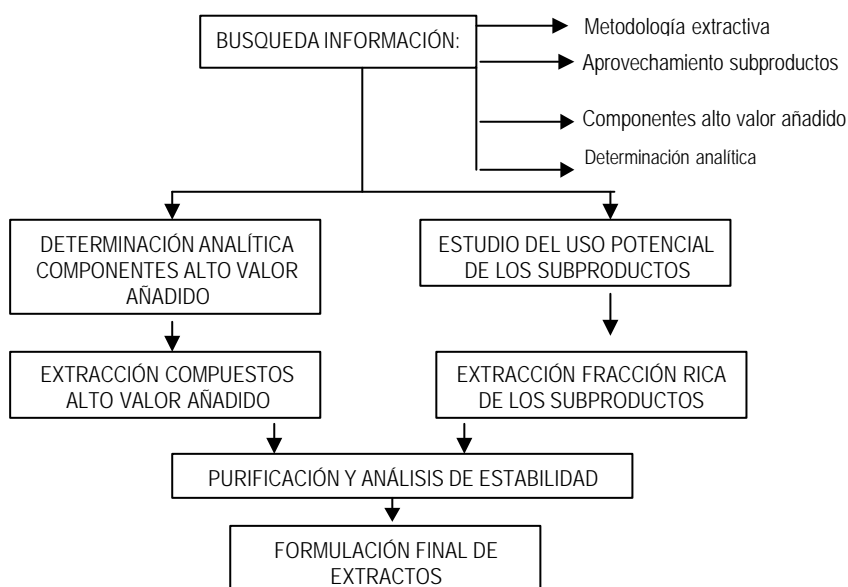 BUSQUEDA INFORMACIÓN:
Metodología extractiva
Aprovechamiento subproductos
Componentes alto valor añadido
Determinación analítica
DETERMINACIÓN ANALÍTICA
COMPONENTES ALTO VALOR
AÑADIDO
ESTUDIO DEL USO POTENCIAL
DE LOS SUBPRODUCTOS
EXTRACCIÓN COMPUESTOS
ALTO VALOR AÑADIDO
EXTRACCIÓN FRACCIÓN RICA
DE LOS SUBPRODUCTOS
PURIFICACIÓN Y ANÁLISIS DE ESTABILIDAD
FORMULACIÓN FINAL DE
EXTRACTOS